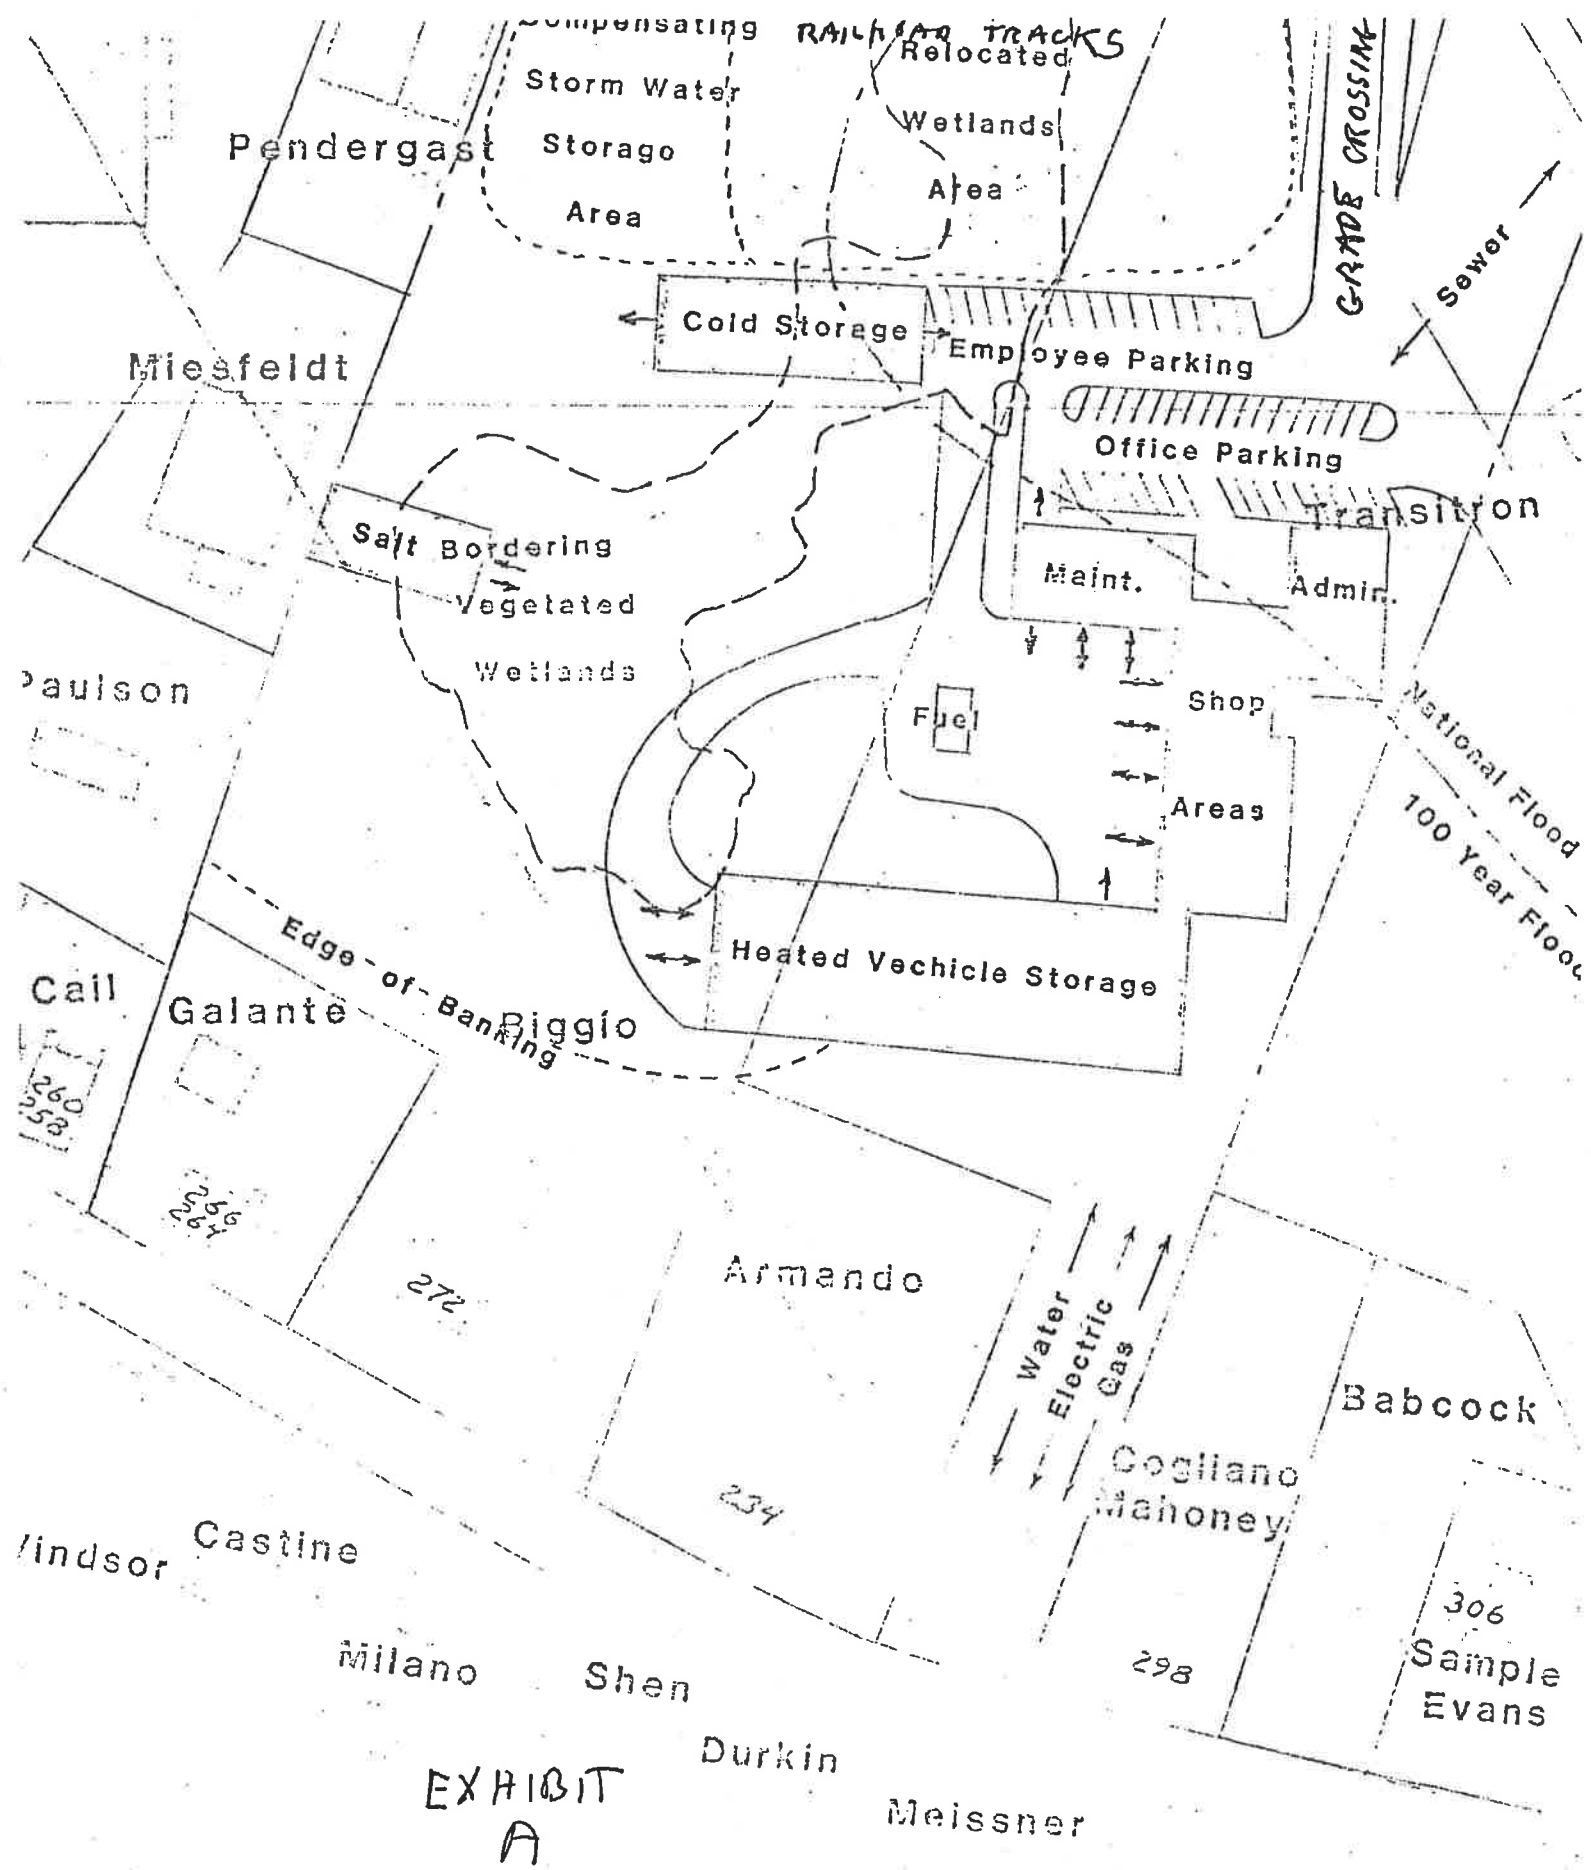 Compensating
RAILROAD TRACKS
Relocated
Storm Water
Wetlands
Storago
Area
Area
Pendergast
GRADE CROSSING
Sewer
Cold Storage
Employee Parking
Miesfeldt
Office Parking
Transitron
Salt Bordering
Vegetated
Wetlands
Maint.
Admin.
Paulson
Fuel
Shop
Areas
National Flood
100 Year Flood
Edge of Banking
Heated Vechicle Storage
Cail
Galante
Biggio
260
258
266
264
272
Armando
Water
Electric
Gas
Babcock
Cogliano
Mahoney
234
Castine
306
Sample
Evans
Milano
Shen
298
Durkin
Meissner
EXHIBIT
A